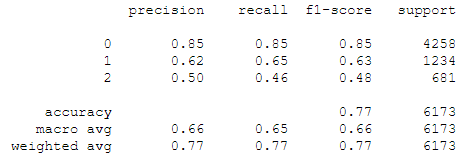 precision recall f1-score support
0 0.85 0.85 0.85 4258
1 0.62 0.65 0.63 1234
2 0.50 0.46 0.48 681
accuracy 0.77 6173
macro avg 0.66 0.65 0.66 6173
weighted avg 0.77 0.77 0.77 6173